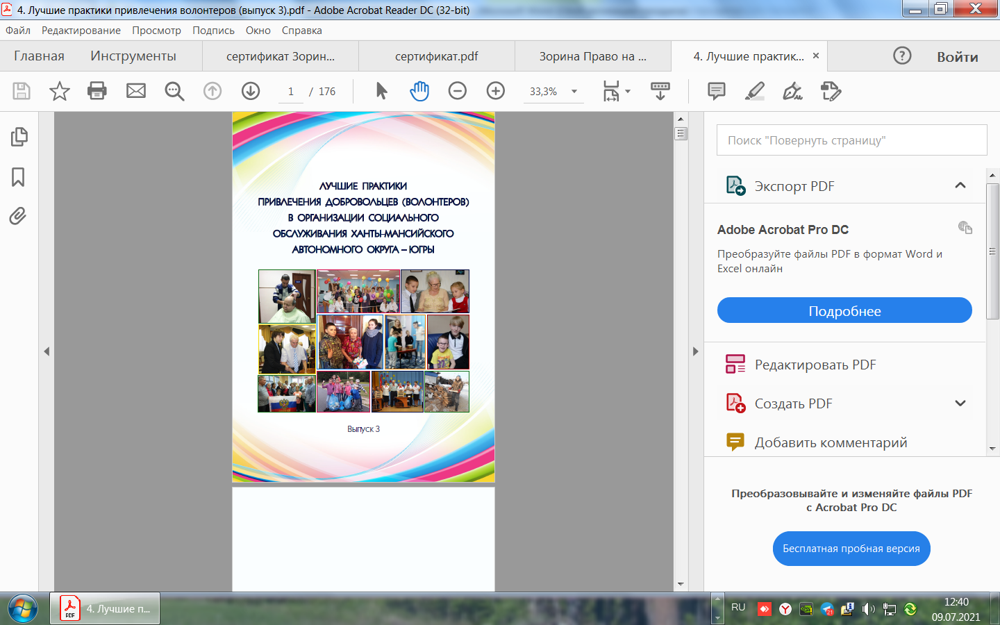 4. Лучшие практики привлечения волонтеров (выпуск 3).pdf - Adobe Acrobat Reader DC (32-bit)
Файл Редактирование Просмотр Подпись Окно Справка
Главная Инструменты сертификат Зорин... сертификат.pdf Зорина Право на ... 4. Лучшие практик... × ? Войти
1 / 176 33,3%
ЛУЧШИЕ ПРАКТИКИ
ПРИВЛЕЧЕНИЯ ДОБРОВОЛЬЦЕВ (ВОЛОНТЕРОВ)
В ОРГАНИЗАЦИИ СОЦИАЛЬНОГО
ОБСЛУЖИВАНИЯ ХАНТЫ-МАНСИЙСКОГО
АВТОНОМНОГО ОКРУГА – ЮГРЫ
Выпуск 3
Поиск "Повернуть страницу"
Экспорт PDF
Adobe Acrobat Pro DC
Преобразуйте файлы PDF в формат Word и
Excel онлайн
Подробнее
Редактировать PDF
Создать PDF
Добавить комментарий
Преобразовывайте и изменяйте файлы PDF
с Acrobat Pro DC
Бесплатная пробная версия
PDF 4. Лучшие п... RU 21 12:40
09.07.2021